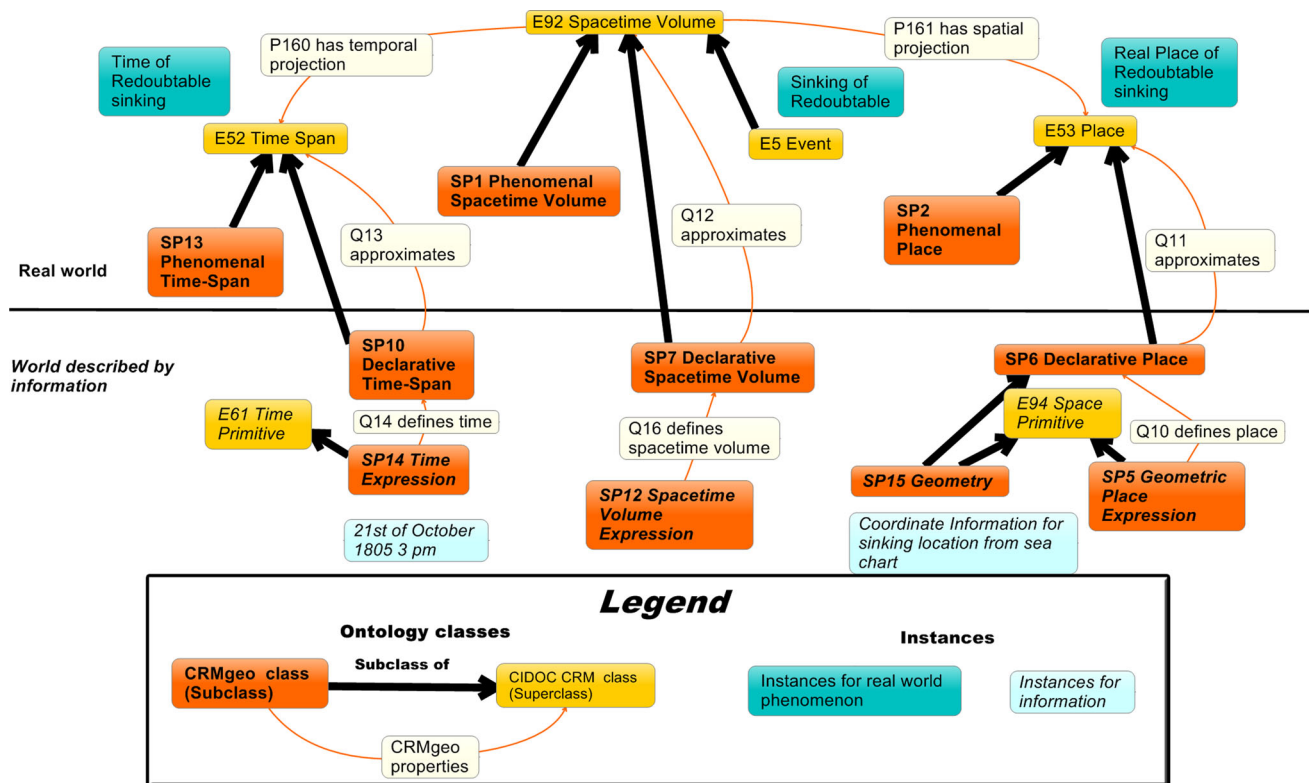 E92 Spacetime Volume
P160 has temporal
projection
P161 has spatial
projection
Time of
Redoubtable
sinking
Sinking of
Redoubtable
Real Place of
Redoubtable
sinking
E52 Time Span
E5 Event
E53 Place
SP1 Phenomenal
Spacetime Volume
SP2
Phenomenal
Place
SP13
Phenomenal
Time-Span
Q13
approximates
Q12
approximates
Q11
approximates
Real world
World described by
information
SP10
Declarative
Time-Span
SP7 Declarative
Spacetime Volume
SP6 Declarative Place
E61 Time
Primitive
Q14 defines time
Q16 defines
spacetime volume
E94 Space
Primitive
Q10 defines place
SP14 Time
Expression
SP12 Spacetime
Volume
Expression
SP15 Geometry
SP5 Geometric
Place
Expression
21st of October
1805 3 pm
Coordinate Information for
sinking location from sea
chart
Legend
Ontology classes
Instances
CRMgeo class
(Subclass)
Subclass of
CIDOC CRM class
(Superclass)
Instances for real world
phenomenon
Instances for
information
CRMgeo
properties